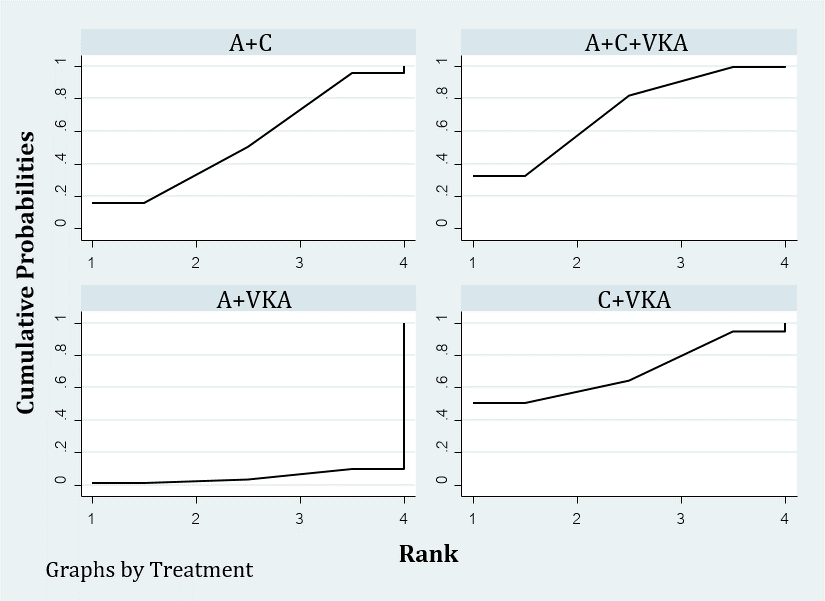 A+C
A+C+VKA
Cumulative Probabilities
0 .2 .4 .6 .8 1
0 .2 .4 .6 .8 1
1 2 3 4
1 2 3 4
A+VKA
C+VKA
0 .2 .4 .6 .8 1
0 .2 .4 .6 .8 1
1 2 3 4
1 2 3 4
Rank
Graphs by Treatment